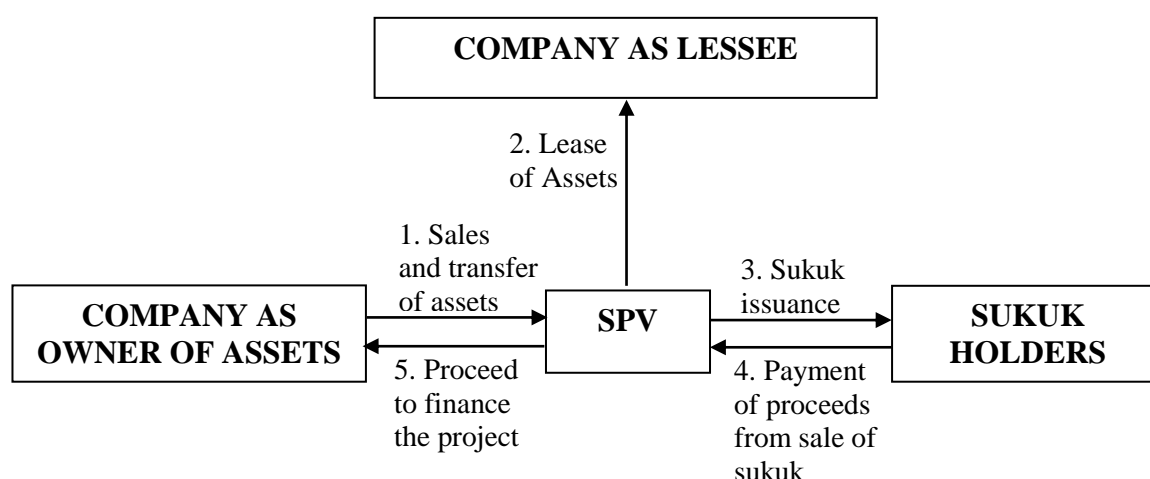 COMPANY AS LESSEE
2. Lease
of Assets
1. Sales
and transfer
of assets
3. Sukuk
issuance
COMPANY AS
OWNER OF ASSETS
SPV
SUKUK
HOLDERS
5. Proceed
to finance
the project
4. Payment
of proceeds
from sale of
sukuk